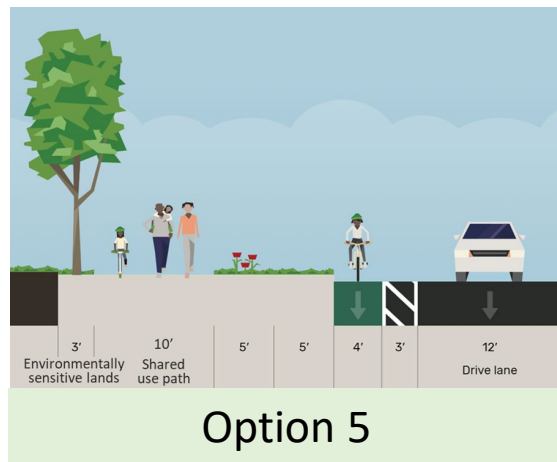 3’ 10’ 5’ 5’ 4’ 3’ 12’
Environmentally Shared Drive lane
sensitive lands use path
Option 5